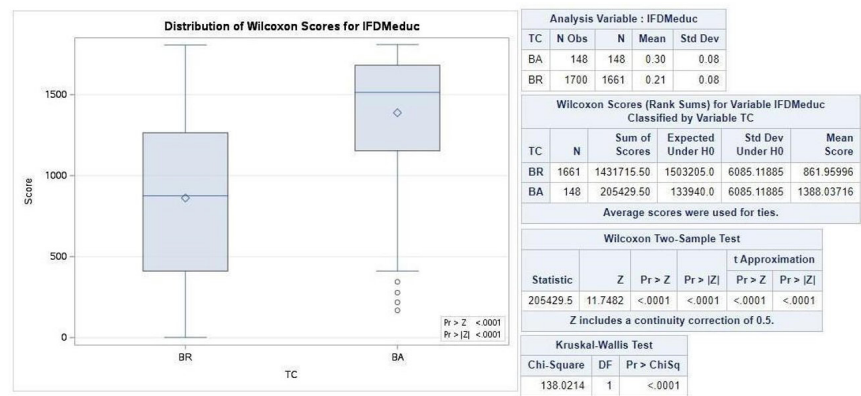 Distribution of Wilcoxon Scores for IFDMeduc
Score
1500
1000
500
0
BR BA
TC
Pr > Z <.0001
Pr > |Z| <.0001
Analysis Variable : IFDMeduc
TC N Obs N Mean Std Dev
BA 148 148 0.30 0.08
BR 1700 1661 0.21 0.08
Wilcoxon Scores (Rank Sums) for Variable IFDMeduc
Classified by Variable TC
TC N Sum of Scores Expected Under H0 Std Dev Under H0 Mean Score
BR 1661 1431715.50 1503205.0 6085.11885 861.95996
BA 148 205429.50 133940.0 6085.11885 1388.03716
Average scores were used for ties.
Wilcoxon Two-Sample Test
t Approximation
Statistic Z Pr > Z Pr > |Z| Pr > Z Pr > |Z|
205429.5 11.7482 <.0001 <.0001 <.0001 <.0001
Z includes a continuity correction of 0.5.
Kruskal-Wallis Test
Chi-Square DF Pr > ChiSq
138.0214 1 <.0001